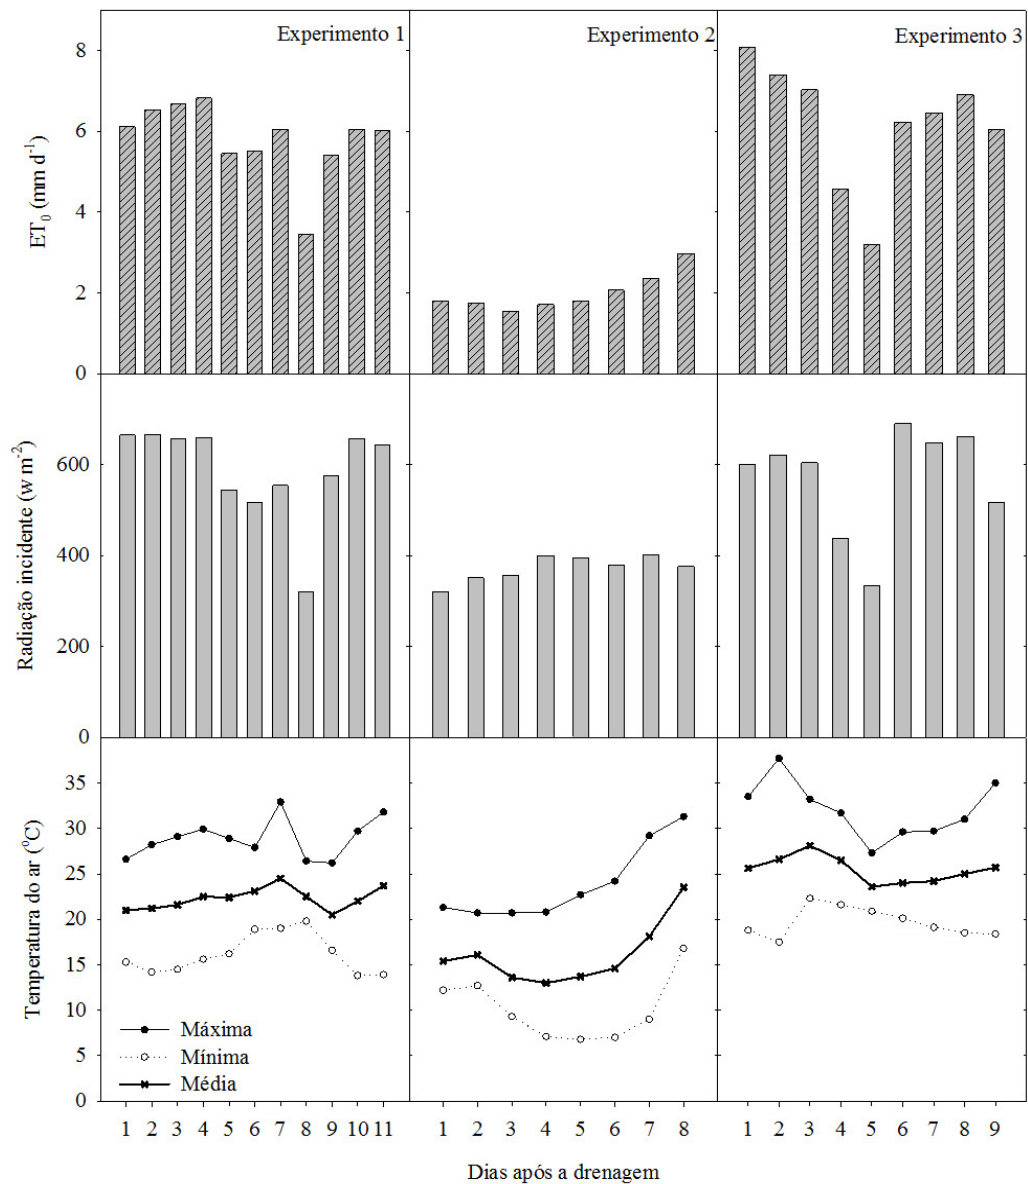 Experimento 1
Experimento 2
Experimento 3
ET₀ (mm d⁻¹)
8
6
4
2
0
Radiação incidente (w m⁻²)
600
400
200
0
Temperatura do ar (⁰C)
35
30
25
20
15
10
5
0
Máxima
Mínima
Média
1 2 3 4 5 6 7 8 9 10 11
1 2 3 4 5 6 7 8
1 2 3 4 5 6 7 8 9
Dias após a drenagem